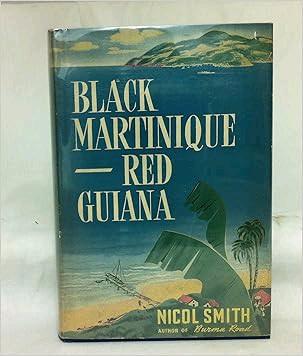 BLACK
MARTINIQUE
— RED
GUIANA
NICOL SMITH
AUTHOR OF Burma Road